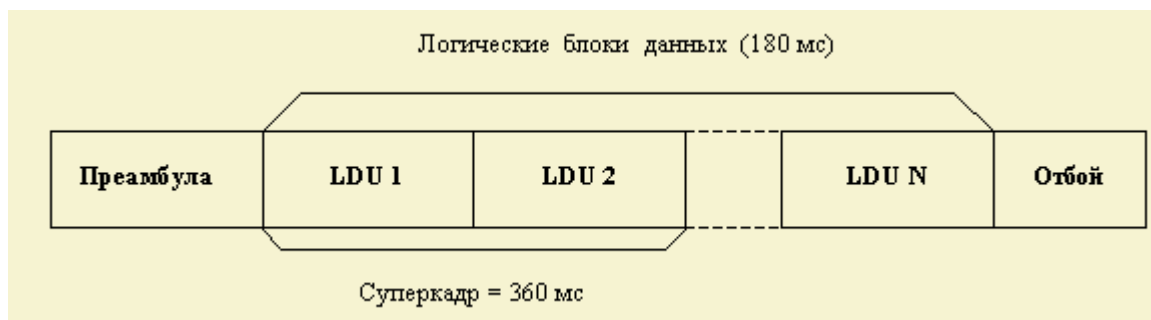 Логические блоки данных (180 мс)
Преамбула LDU 1 LDU 2 LDU N Отбой
Суперкадр = 360 мс